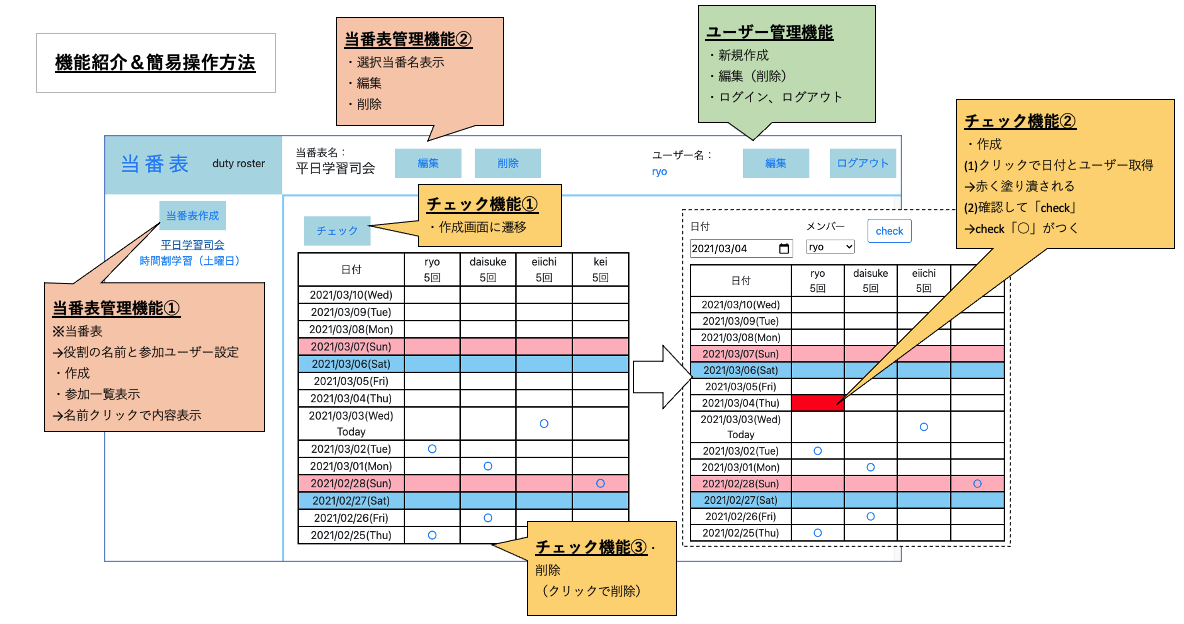 機能紹介＆簡易操作方法
当番表管理機能②
・選択当番名表示
・編集
・削除
ユーザー管理機能
・新規作成
・編集（削除）
・ログイン、ログアウト
チェック機能②
・作成
(1)クリックで日付とユーザー取得
→赤く塗り潰される
(2)確認して「check」
→check「○」がつく
当番表 duty roster
当番表名：
平日学習司会
編集 削除
ユーザー名：
ryo
編集 ログアウト
当番表作成
平日学習司会
時間割学習（土曜日）
当番表管理機能①
※当番表
→役割の名前と参加ユーザー設定
・作成
・参加一覧表示
→名前クリックで内容表示
チェック
チェック機能①
・作成画面に遷移
日付 ryo 5回 daisuke 5回 eiichi 5回 kei 5回
2021/03/10(Wed)
2021/03/09(Tue)
2021/03/08(Mon)
2021/03/07(Sun)
2021/03/06(Sat)
2021/03/05(Fri)
2021/03/04(Thu)
2021/03/03(Wed) ○
Today
2021/03/02(Tue) ○
2021/03/01(Mon) ○
2021/02/28(Sun) ○
2021/02/27(Sat)
2021/02/26(Fri) ○
2021/02/25(Thu) ○
チェック機能③・
削除
（クリックで削除）
日付 メンバー
2021/03/04 ryo check
日付 ryo 5回 daisuke 5回 eiichi 5回
2021/03/10(Wed)
2021/03/09(Tue)
2021/03/08(Mon)
2021/03/07(Sun)
2021/03/06(Sat)
2021/03/05(Fri)
2021/03/04(Thu)
2021/03/03(Wed) ○
Today
2021/03/02(Tue) ○
2021/03/01(Mon) ○
2021/02/28(Sun) ○
2021/02/27(Sat)
2021/02/26(Fri) ○
2021/02/25(Thu) ○